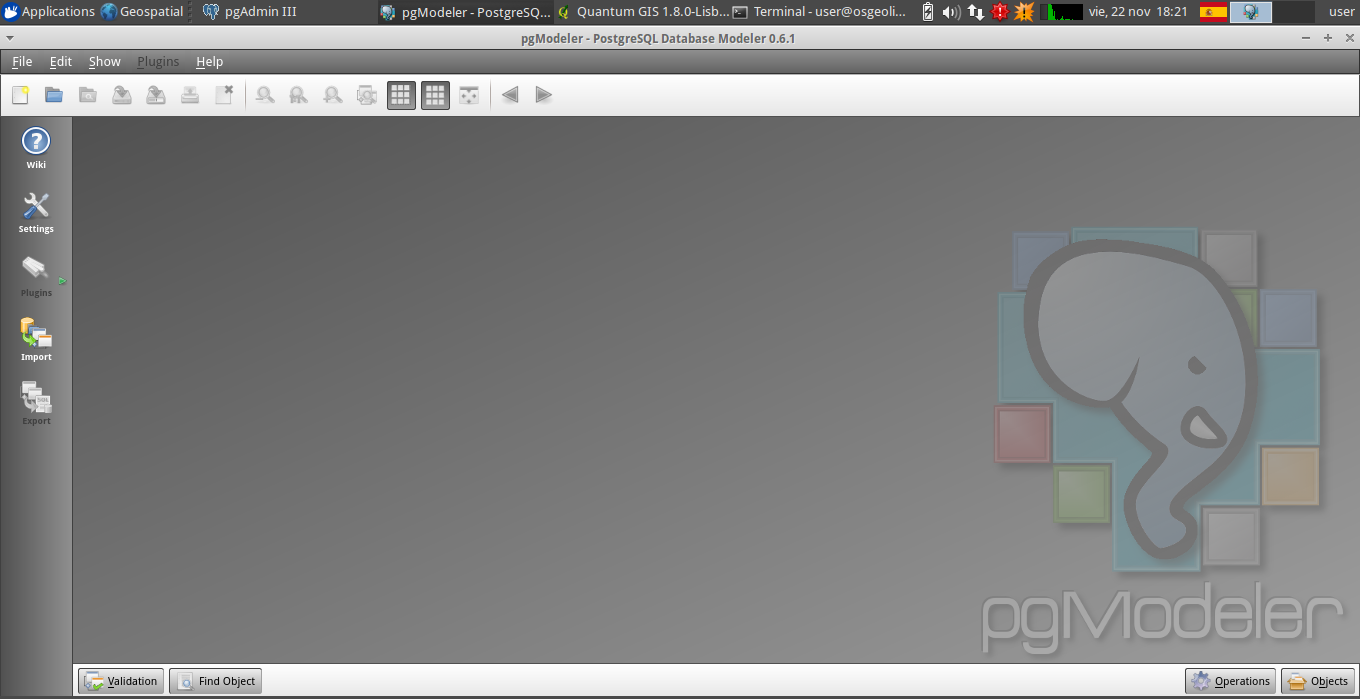 Applications Geospatial pgAdmin III pgModeler - PostgreSQ... Quantum GIS 1.8.0-Lisb... Terminal - user@osgeoli... vie, 22 nov 18:21 user
pgModeler - PostgreSQL Database Modeler 0.6.1
File Edit Show Plugins Help
Wiki
Settings
Plugins
Import
Export
pgModeler
Validation Find Object Operations Objects